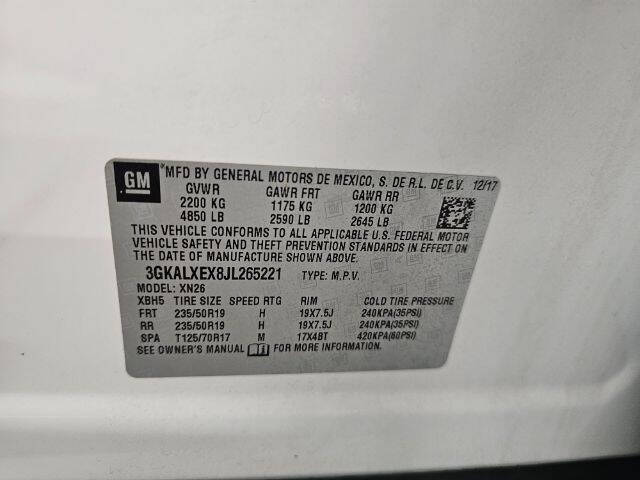 GM *MFD BY GENERAL MOTORS DE MEXICO, S. DE R.L. DE C.V. 12/17
GVWR GAWR FRT GAWR RR
2200 KG 1175 KG 1200 KG
4850 LB 2590 LB 2645 LB
THIS VEHICLE CONFORMS TO ALL APPLICABLE U.S. FEDERAL MOTOR
VEHICLE SAFETY AND THEFT PREVENTION STANDARDS IN EFFECT ON
THE DATE OF MANUFACTURE SHOWN ABOVE.
3GKALXEX8JL265221 TYPE: M.P.V.
MODEL: XN26
XBH5 TIRE SIZE SPEED RTG RIM COLD TIRE PRESSURE
FRT 235/50R19 H 19X7.5J 240KPA(35PSI)
RR 235/50R19 H 19X7.5J 240KPA(35PSI)
SPA T125/70R17 M 17X4BT 420KPA(60PSI)
SEE OWNER'S MANUAL FOR MORE INFORMATION.